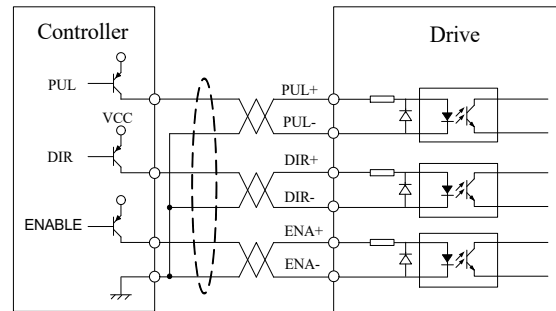 Controller
Drive
PUL
PUL+
PUL-
VCC
DIR
DIR+
DIR-
ENABLE
ENA+
ENA-